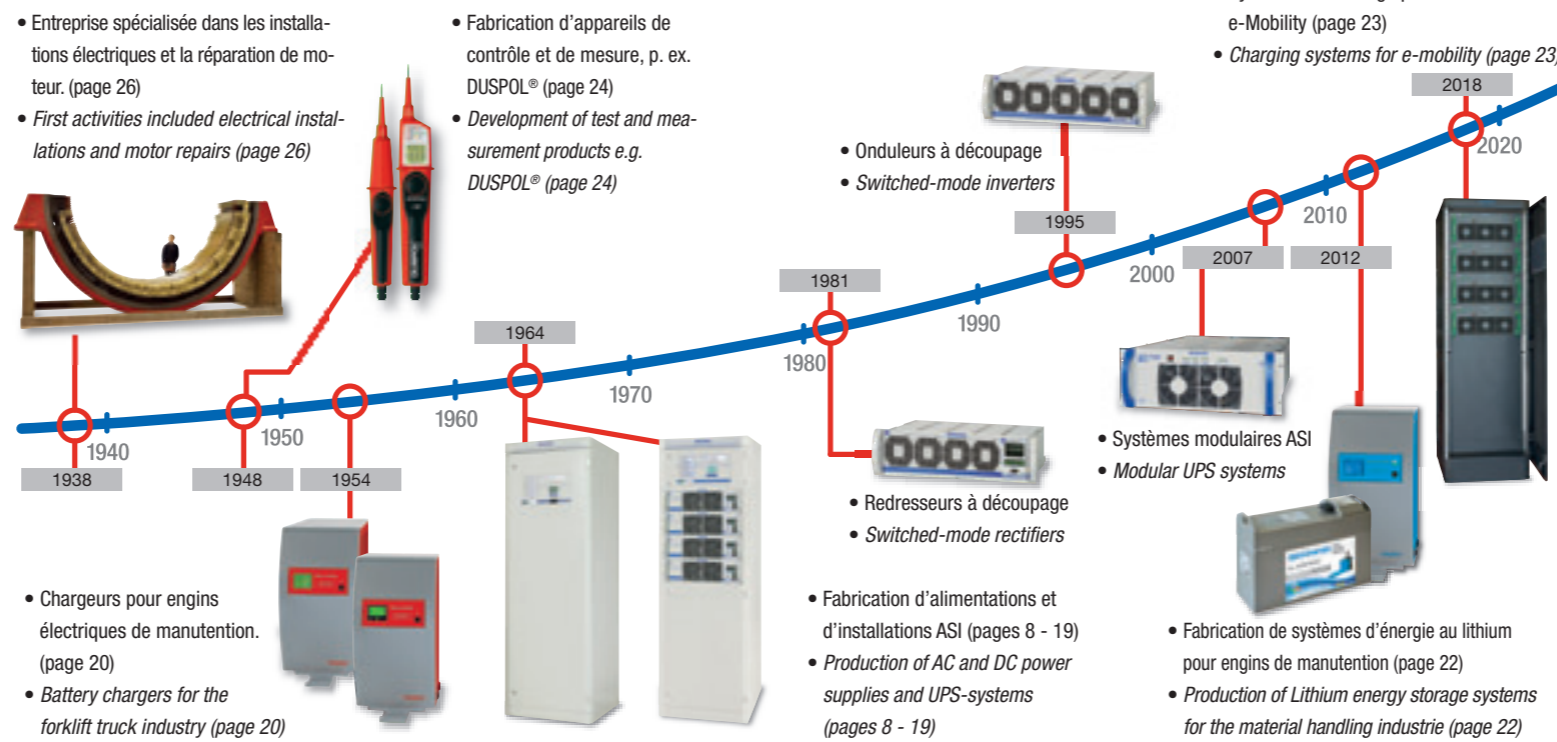 • Entreprise spécialisée dans les installa-
tions électriques et la réparation de mo-
teur. (page 26)
• First activities included electrical instal-
lations and motor repairs (page 26)
• Fabrication d’appareils de
contrôle et de mesure, p. ex.
DUSPOL® (page 24)
• Development of test and mea-
surement products e.g.
DUSPOL® (page 24)
• Onduleurs à découpage
• Switched-mode inverters
e-Mobility (page 23)
• Charging systems for e-mobility (page 23)
2018
2020
2010
1995
2000
2007
2012
1981
1990
1964
1980
1970
1960
1950
1940
1938
1948
1954
• Redresseurs à découpage
• Switched-mode rectifiers
• Systèmes modulaires ASI
• Modular UPS systems
• Chargeurs pour engins
électriques de manutention.
(page 20)
• Battery chargers for the
forklift truck industry (page 20)
• Fabrication d’alimentations et
d’installations ASI (pages 8 - 19)
• Production of AC and DC power
supplies and UPS-systems
(pages 8 - 19)
• Fabrication de systèmes d’énergie au lithium
pour engins de manutention (page 22)
• Production of Lithium energy storage systems
for the material handling industrie (page 22)